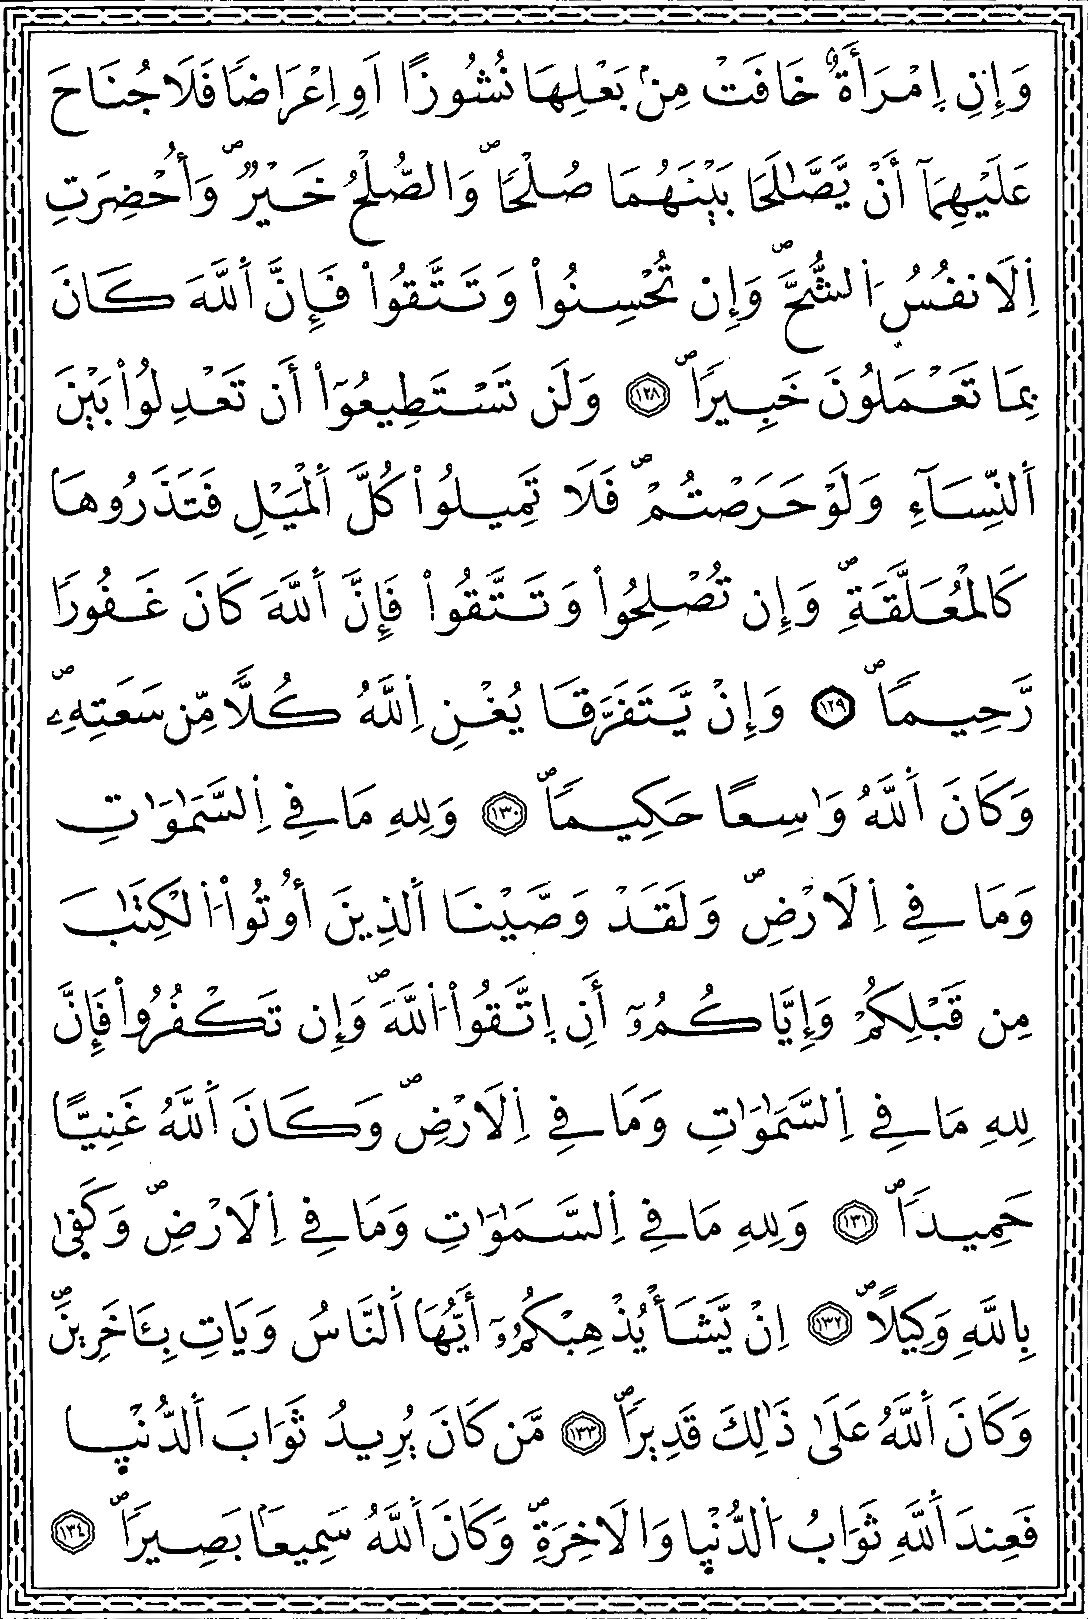 وَإِنِ اِ۪مْرَأَةٌ خَافَتْ مِنۢ بَعْلِهَا نُشُوزًا اَوِ اِعْرَاضٗا فَلَا جُنَاحَ
عَلَيْهِمَآ أَنْ يَّصَّٰلَحَا بَيْنَهُمَا صُلْحٗاۖ وَالصُّلْحُ خَيْرٞۖ وَأُحْضِرَتِ
اِ۬لَانفُسُ اُ۬لشُّحَّۖ وَإِن تُحْسِنُواْ وَتَتَّقُواْ فَإِنَّ اَ۬للَّهَ كَانَ
بِمَا تَعْمَلُونَ خَبِيرٗاۖ ١٢٨ وَلَن تَسْتَطِيعُوٓاْ أَن تَعْدِلُواْ بَيْنَ
اَ۬لنِّسَآءِ وَلَوْ حَرَصْتُمْۖ فَلَا تَمِيلُواْ كُلَّ اَ۬لْمَيْلِ فَتَذَرُوهَا
كَالْمُعَلَّقَةِۖ وَإِن تُصْلِحُواْ وَتَتَّقُواْ فَإِنَّ اَ۬للَّهَ كَانَ غَفُورٗا
رَّحِيمٗاۖ ١٢٩ وَإِنْ يَّتَفَرَّقَا يُغْنِ اِ۬للَّهُ كُلّٗا مِّن سَعَتِهِۦۖ
وَكَانَ اَ۬للَّهُ وَٰسِعًا حَكِيمٗاۖ ١٣٠ وَلِلهِ مَا فِي اِ۬لسَّمَٰوَٰتِ
وَمَا فِي اِ۬لَارْضِۖ وَلَقَدْ وَصَّيْنَا اَ۬لذِينَ أُوتُواْ اُ۬لْكِتَٰبَ
مِن قَبْلِكُمْ وَإِيَّاكُمُۥٓ أَنِ اِ۪تَّقُواْ اُ۬للَّهَۖ وَإِن تَكْفُرُواْ فَإِنَّ
لِلهِ مَا فِي اِ۬لسَّمَٰوَٰتِ وَمَا فِي اِ۬لَارْضِۖ وَكَانَ اَ۬للَّهُ غَنِيًّا
حَمِيدٗاۖ ١٣١ وَلِلهِ مَا فِي اِ۬لسَّمَٰوَٰتِ وَمَا فِي اِ۬لَارْضِۖ وَكَفَىٰ
بِاللَّهِ وَكِيلًاۖ ١٣٢ اِنْ يَّشَأْ يُذْهِبْكُمُۥٓ أَيُّهَا اَ۬لنَّاسُ وَيَاتِ بِـَٔاخَرِينَۖ
وَكَانَ اَ۬للَّهُ عَلَىٰ ذَٰلِكَ قَدِيرٗاۖ ١٣٣ مَّن كَانَ يُرِيدُ ثَوَابَ اَ۬لدُّنْيٜا
فَعِندَ اَ۬للَّهِ ثَوَابُ اُ۬لدُّنْيٜا وَالَاخِرَةِۖ وَكَانَ اَ۬للَّهُ سَمِيعَۢا بَصِيرٗاۖ ١٣٤